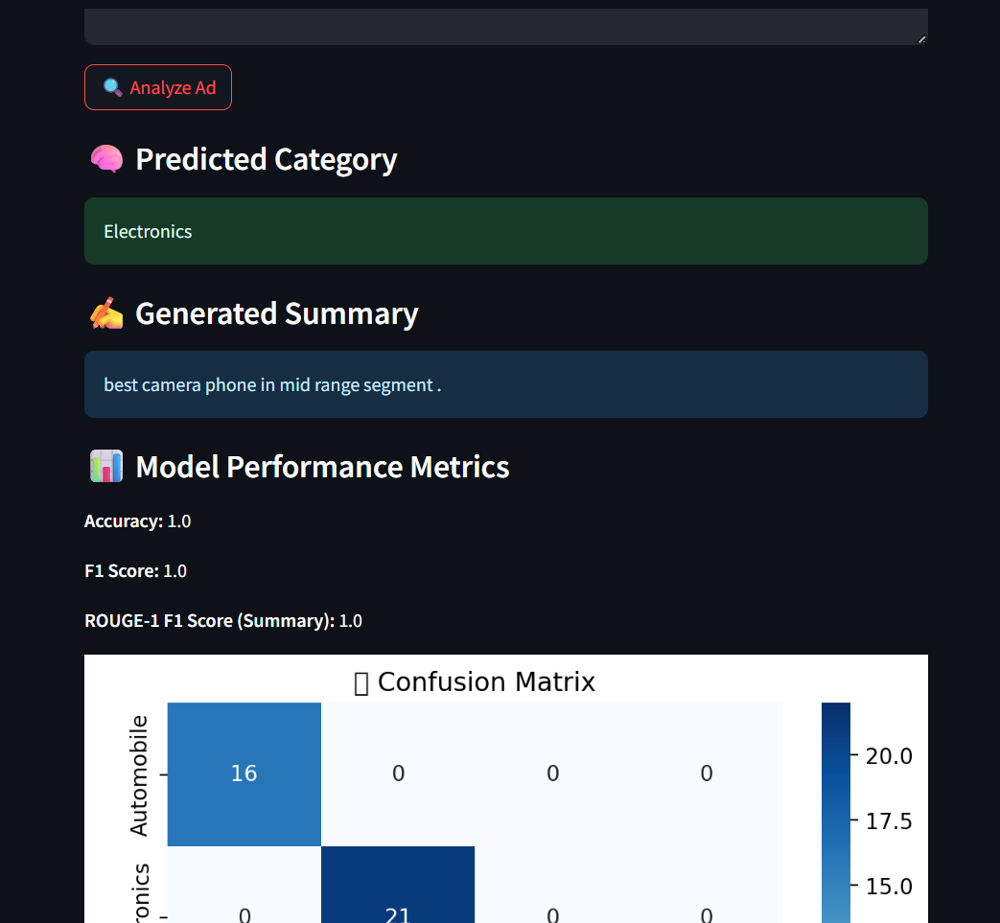 Analyze Ad
Predicted Category
Electronics
Generated Summary
best camera phone in mid range segment .
Model Performance Metrics
Accuracy: 1.0
F1 Score: 1.0
ROUGE-1 F1 Score (Summary): 1.0
Confusion Matrix
Automobile
16 0 0 0
20.0
17.5
15.0
ronics
0 21 0 0